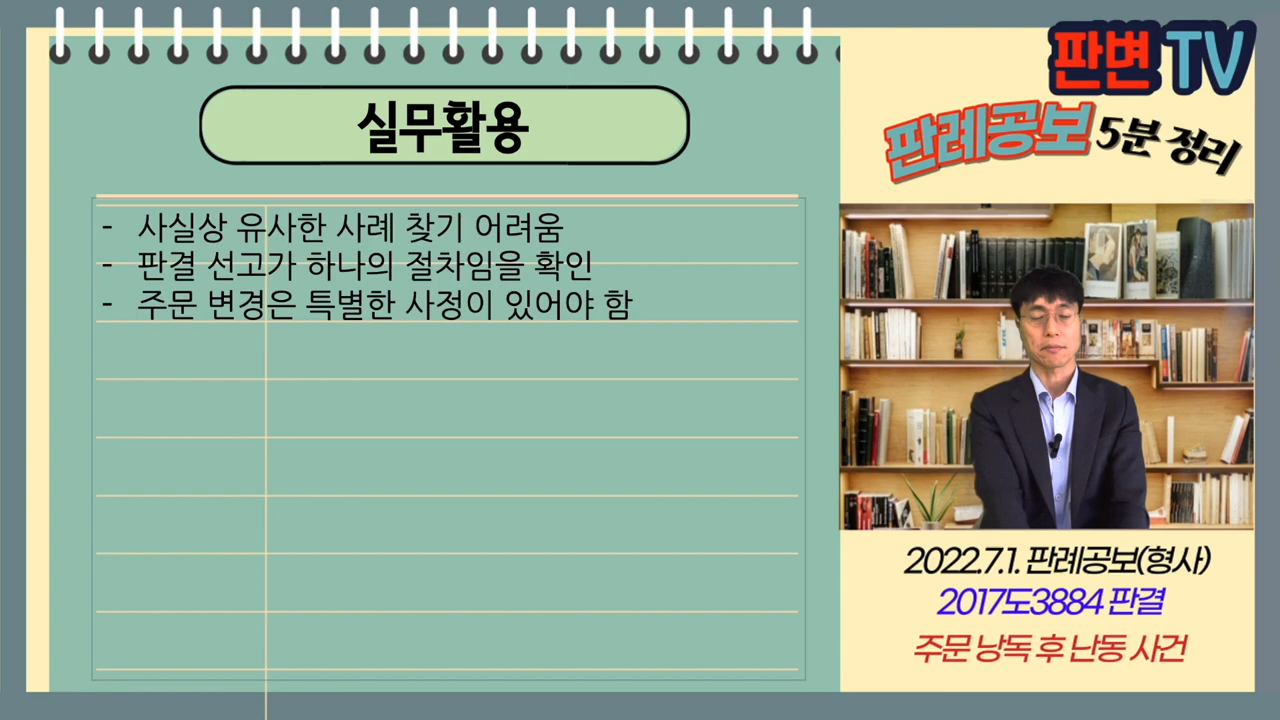 실무활용
- 사실상 유사한 사례 찾기 어려움
- 판결 선고가 하나의 절차임을 확인
- 주문 변경은 특별한 사정이 있어야 함
판변 TV
판례공보 5분 정리
2022.7.1. 판례공보(형사)
2017도3884 판결
주문 낭독 후 난동 사건